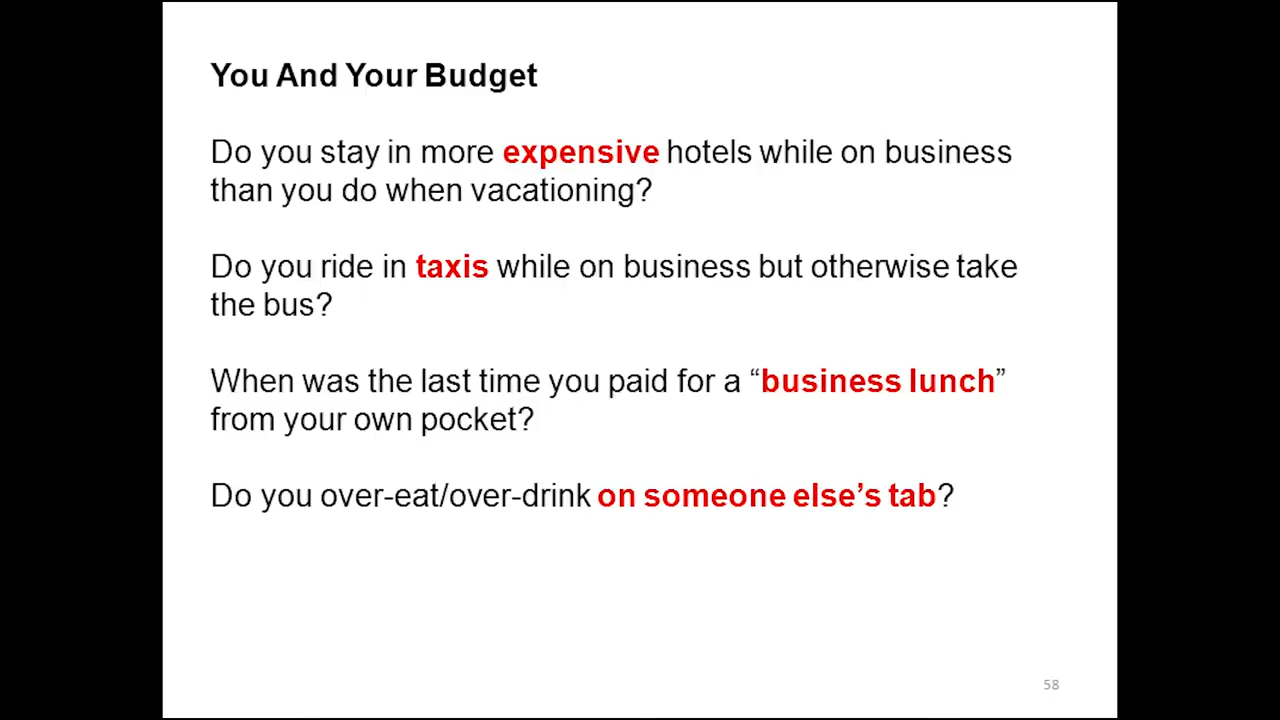 You And Your Budget
Do you stay in more expensive hotels while on business
than you do when vacationing?
Do you ride in taxis while on business but otherwise take
the bus?
When was the last time you paid for a “business lunch”
from your own pocket?
Do you over-eat/over-drink on someone else’s tab?
58